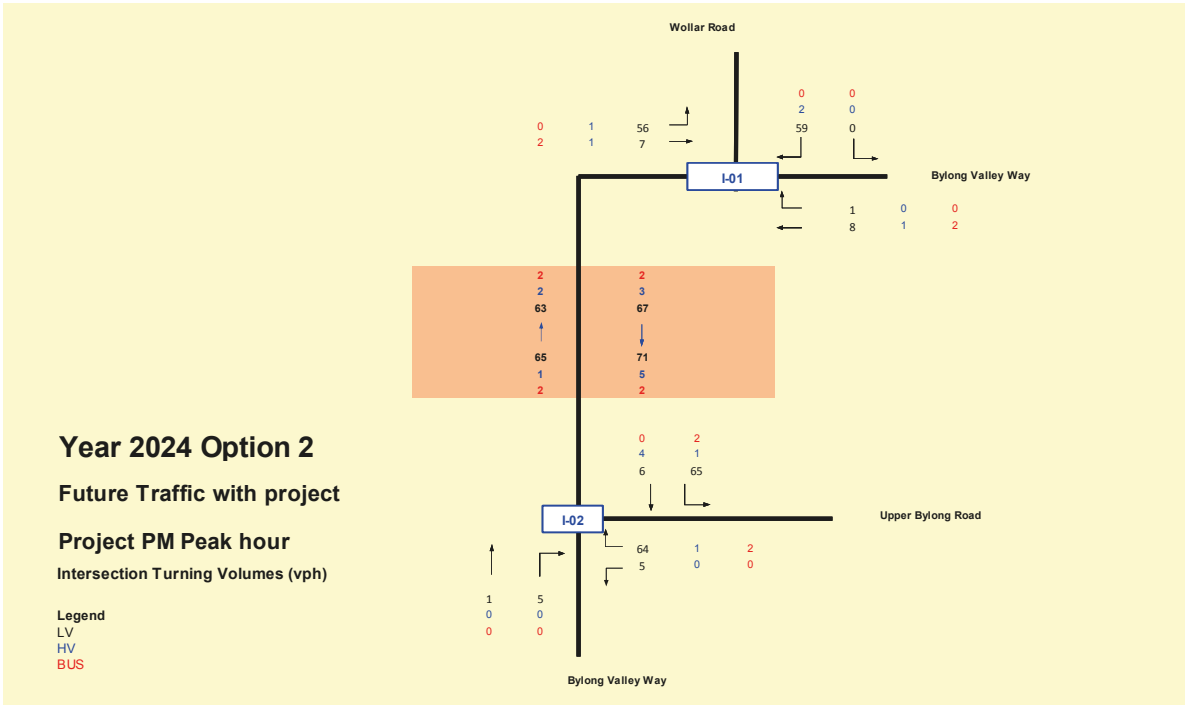 Wollar Road
0 0
2 0
0 1 56 59 0
2 1 7
I-01
Bylong Valley Way
1 0 0
8 1 2
2 2
2 3
63 67
65 71
1 5
2 2
0 2
4 1
6 65
Year 2024 Option 2
Future Traffic with project
Project PM Peak hour
Intersection Turning Volumes (vph)
I-02
Upper Bylong Road
64 1 2
5 0 0
1 5
0 0
0 0
Legend
LV
HV
BUS
Bylong Valley Way